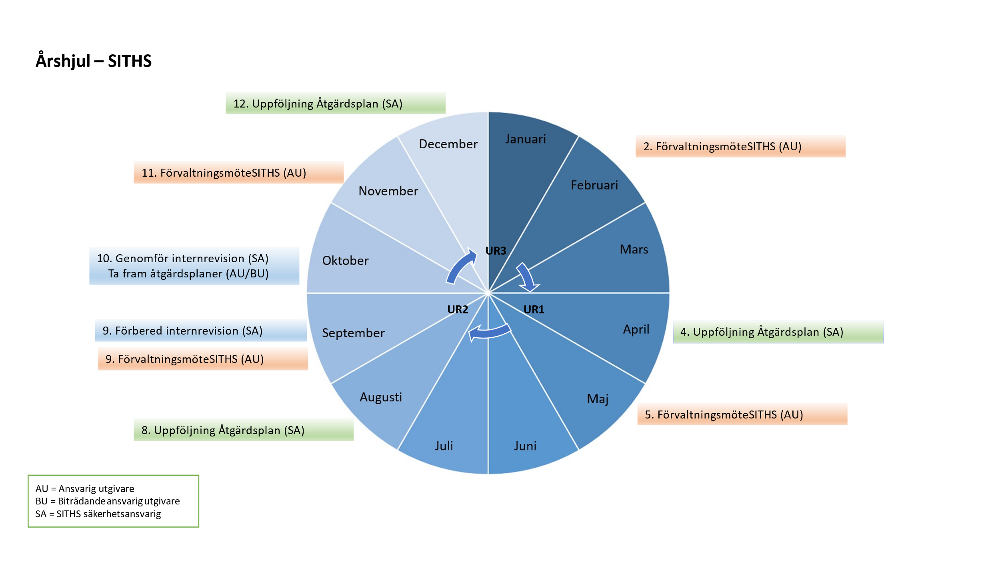 Årshjul – SITHS
12. Uppföljning Åtgärdsplan (SA)
Januari
December
2. FörvaltningsmöteSITHS (AU)
11. FörvaltningsmöteSITHS (AU)
Februari
November
Mars
UR3
10. Genomför internrevision (SA)
Ta fram åtgärdsplaner (AU/BU)
Oktober
UR2
UR1
9. Förbered internrevision (SA)
September
April
4. Uppföljning Åtgärdsplan (SA)
9. FörvaltningsmöteSITHS (AU)
Augusti
Maj
5. FörvaltningsmöteSITHS (AU)
8. Uppföljning Åtgärdsplan (SA)
Juli
Juni
AU = Ansvarig utgivare
BU = Biträdande ansvarig utgivare
SA = SITHS säkerhetsansvarig